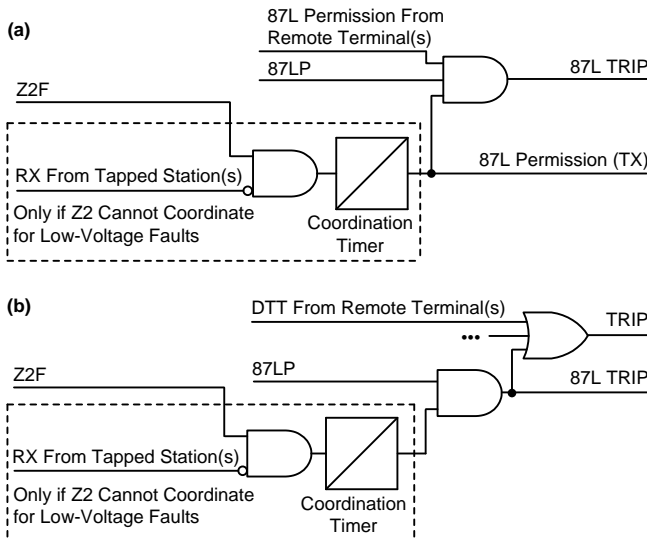 (a)
87L Permission From
Remote Terminal(s)
87LP
87L TRIP
Z2F
RX From Tapped Station(s)
87L Permission (TX)
Only if Z2 Cannot Coordinate
for Low-Voltage Faults
Coordination
Timer
(b)
DTT From Remote Terminal(s)
TRIP
...
Z2F
87LP
87L TRIP
RX From Tapped Station(s)
Only if Z2 Cannot Coordinate
for Low-Voltage Faults
Coordination
Timer